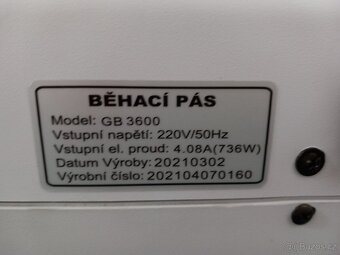 BĚHACÍ PÁS
Model: GB 3600
Vstupní napětí: 220V/50Hz
Vstupní el. proud: 4.08A(736W)
Datum Výroby: 20210302
Výrobní číslo: 202104070160